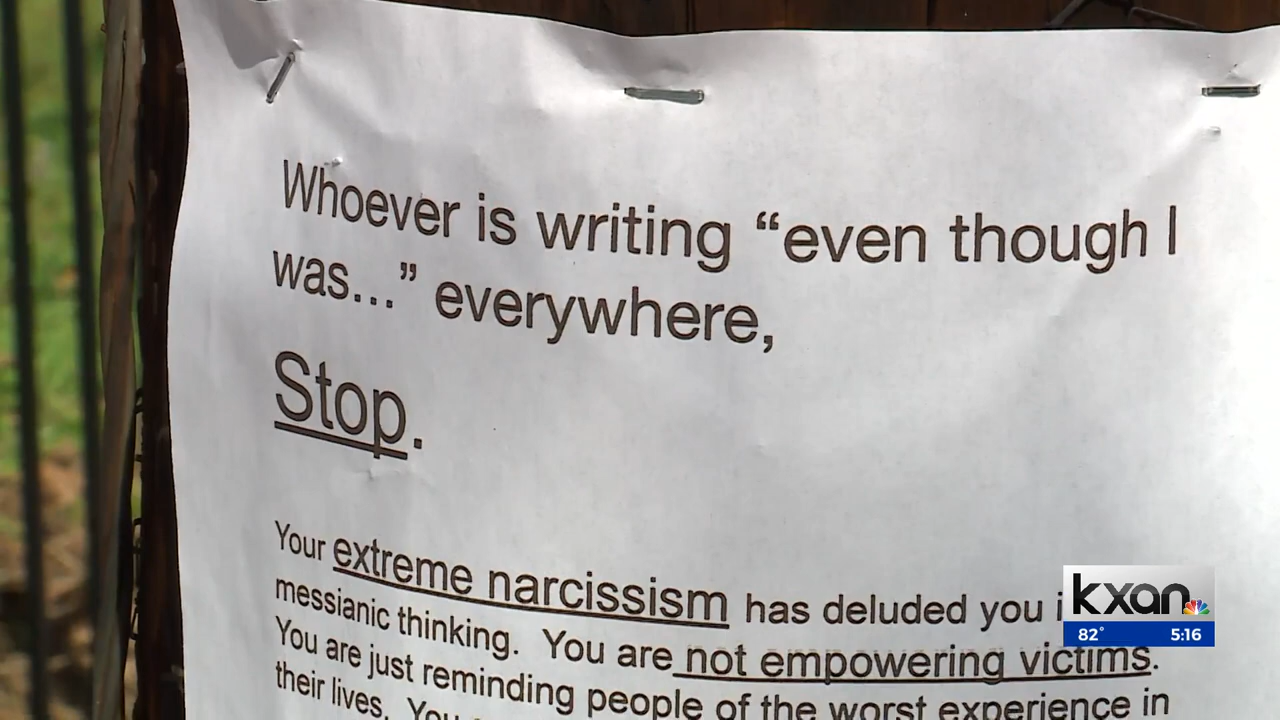 Whoever is writing “even though I
was...” everywhere,
Stop.
Your extreme narcissism has deluded you
messianic thinking. You are not empowering victims.
You are just reminding people of the worst experience in
their lives. You
kxan
82° 5:16